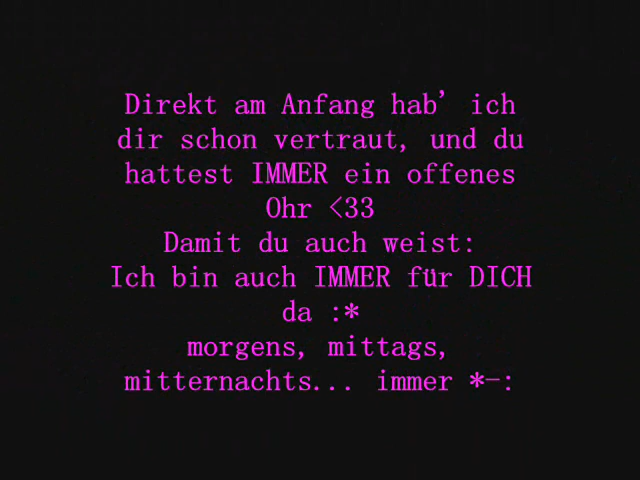 Direkt am Anfang hab' ich
dir schon vertraut, und du
hattest IMMER ein offenes
Ohr <33
Damit du auch weist:
Ich bin auch IMMER für DICH
da :*
morgens, mittags,
mitternachts... immer *-: